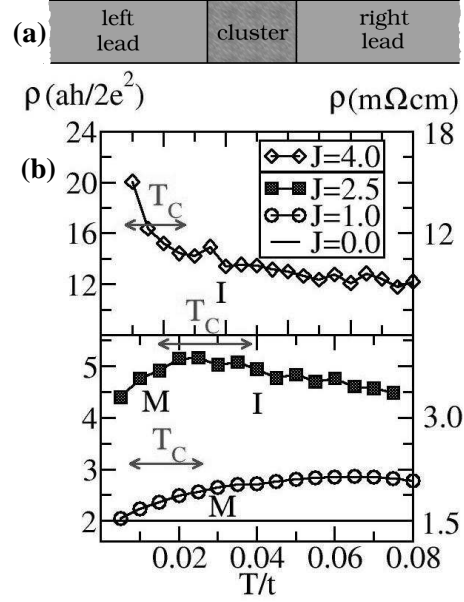 (a)
left
lead
cluster
right
lead
ρ(ah/2e²)
ρ(mΩcm)
24
20
16
12
18
12
(b)
J=4.0
J=2.5
J=1.0
J=0.0
T_C
I
T_C
5
4
3
2
3.0
1.5
M
I
T_C
M
0.02
0.04
0.06
0.08
T/t